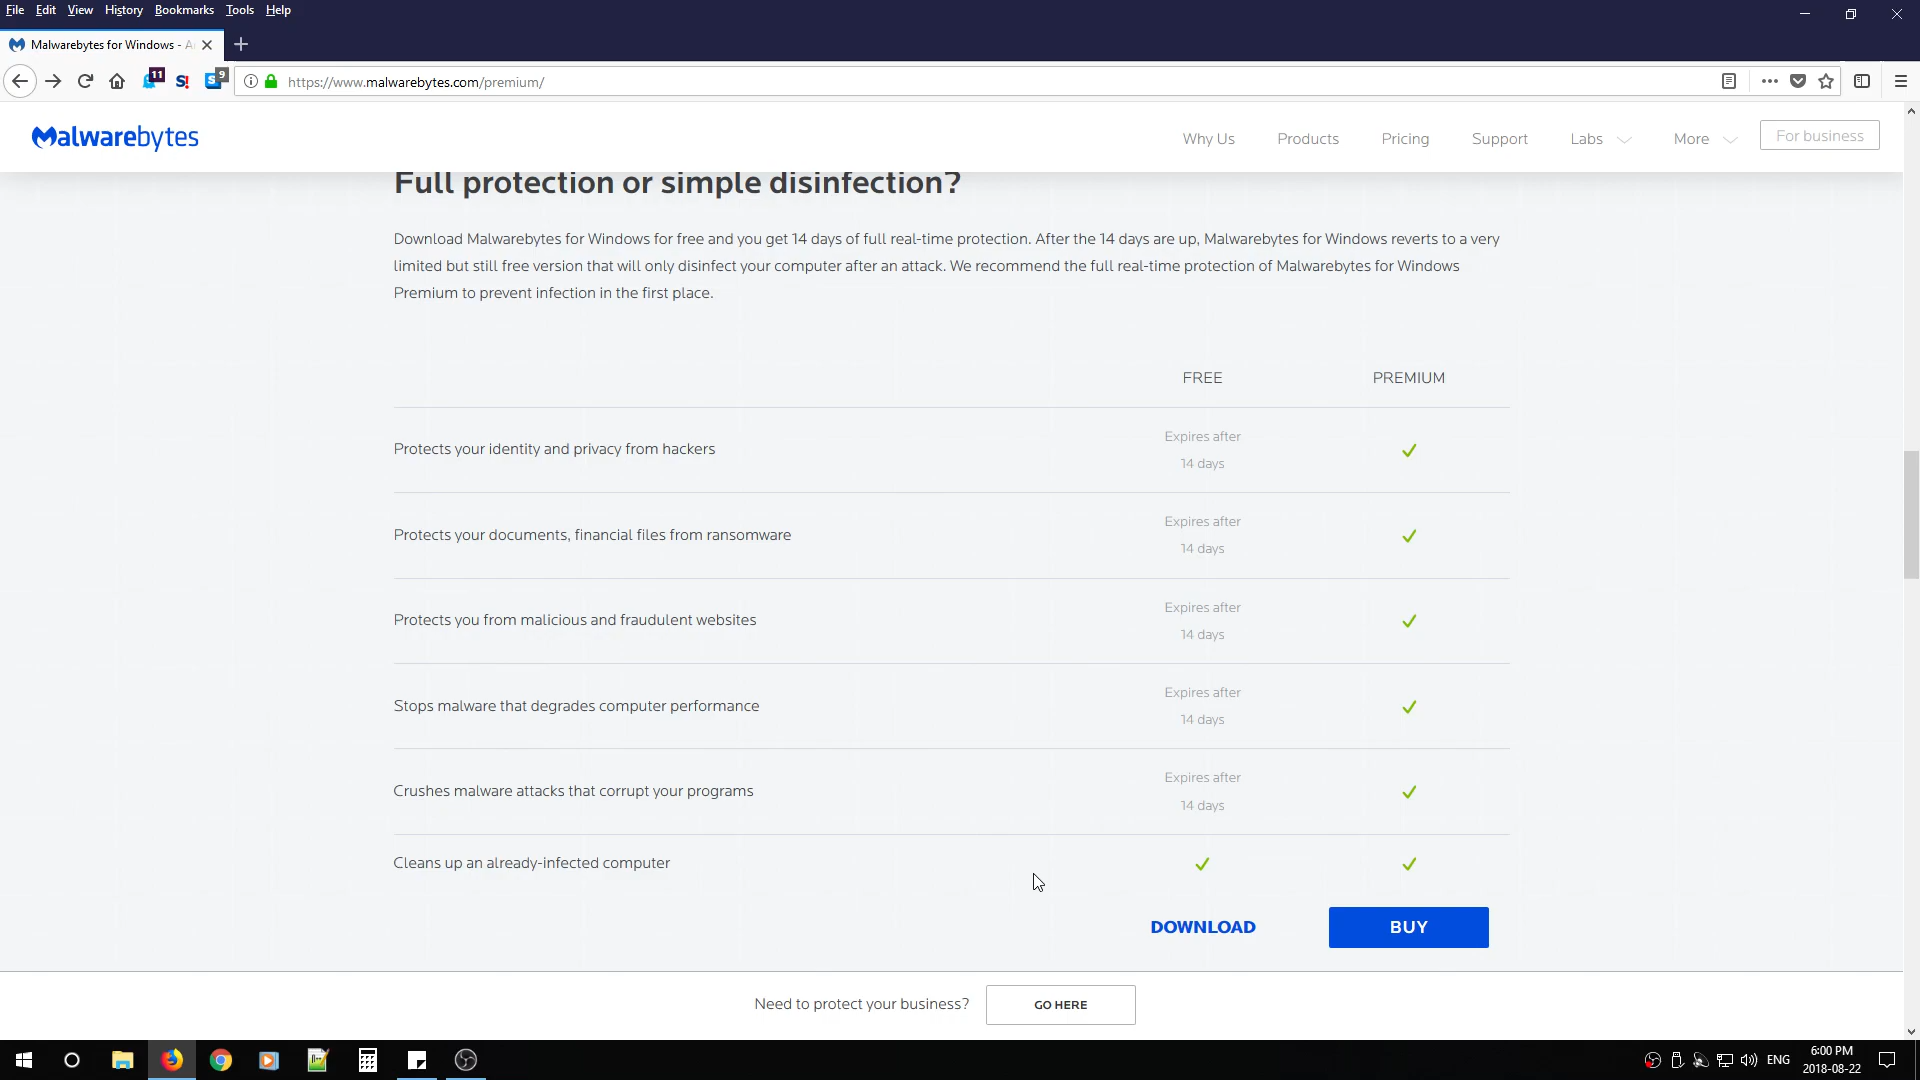 File Edit View History Bookmarks Tools Help
Malwarebytes for Windows - A
11
S!
S 9
https://www.malwarebytes.com/premium/
Malwarebytes
Why Us Products Pricing Support Labs More For business
Full protection or simple disinfection?
Download Malwarebytes for Windows for free and you get 14 days of full real-time protection. After the 14 days are up, Malwarebytes for Windows reverts to a very
limited but still free version that will only disinfect your computer after an attack. We recommend the full real-time protection of Malwarebytes for Windows
Premium to prevent infection in the first place.
FREE PREMIUM
Protects your identity and privacy from hackers
Expires after
14 days
Protects your documents, financial files from ransomware
Expires after
14 days
Protects you from malicious and fraudulent websites
Expires after
14 days
Stops malware that degrades computer performance
Expires after
14 days
Crushes malware attacks that corrupt your programs
Expires after
14 days
Cleans up an already-infected computer
DOWNLOAD BUY
Need to protect your business? GO HERE
ENG
6:00 PM
2018-08-22